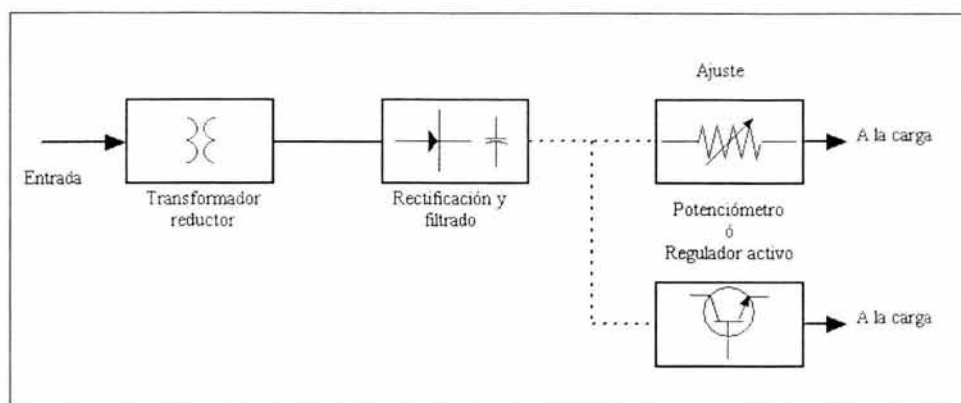 Ajuste
Entrada
Transformador
reductor
Rectificación y
filtrado
A la carga
Potenciómetro
ó
Regulador activo
A la carga